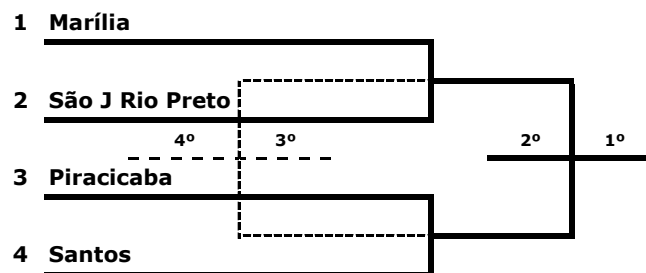 1 Marília
2 São J Rio Preto
4º 3º 2º 1º
3 Piracicaba
4 Santos